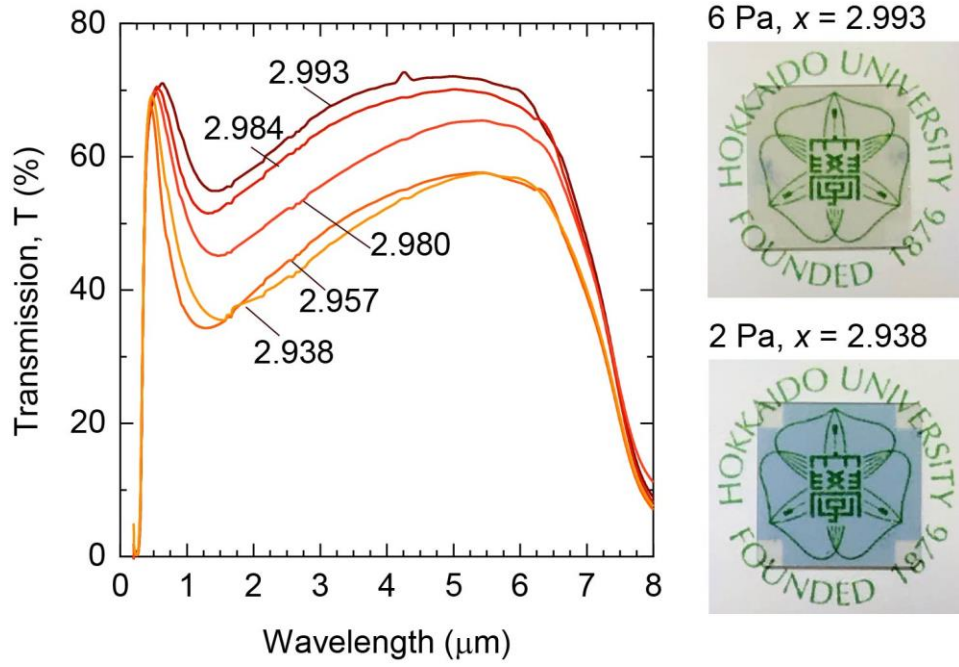 80
60
40
20
0
Transmission, T (%)
0 1 2 3 4 5 6 7 8
Wavelength (μm)
2.993
2.984
2.980
2.957
2.938
6 Pa, x = 2.993
HOKKAIDO UNIVERSITY
FOUNDED 1876
学
2 Pa, x = 2.938
HOKKAIDO UNIVERSITY
FOUNDED 1876
学